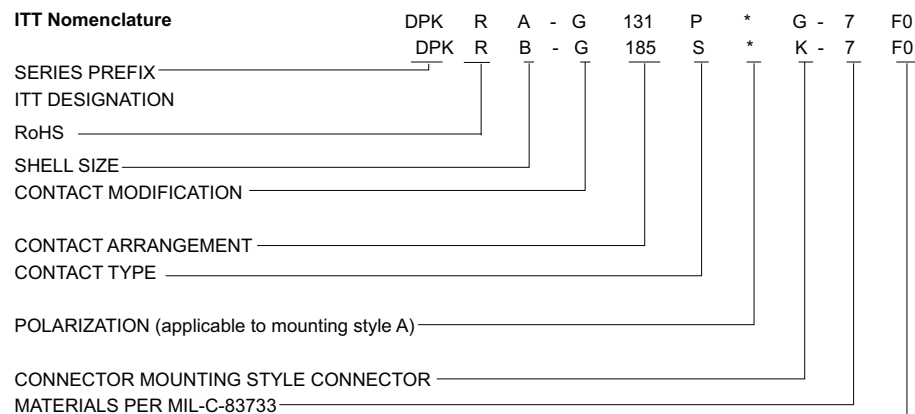 ITT Nomenclature DPK R A - G 131 P * G - 7 F0
DPK R B - G 185 S * K - 7 F0
SERIES PREFIX
ITT DESIGNATION
RoHS
SHELL SIZE
CONTACT MODIFICATION
CONTACT ARRANGEMENT
CONTACT TYPE
POLARIZATION (applicable to mounting style A)
CONNECTOR MOUNTING STYLE CONNECTOR
MATERIALS PER MIL-C-83733